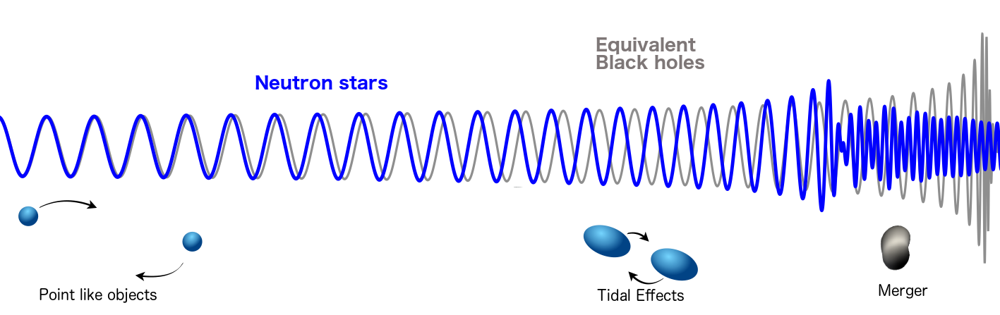 Equivalent
Black holes
Neutron stars
Point like objects
Tidal Effects
Merger